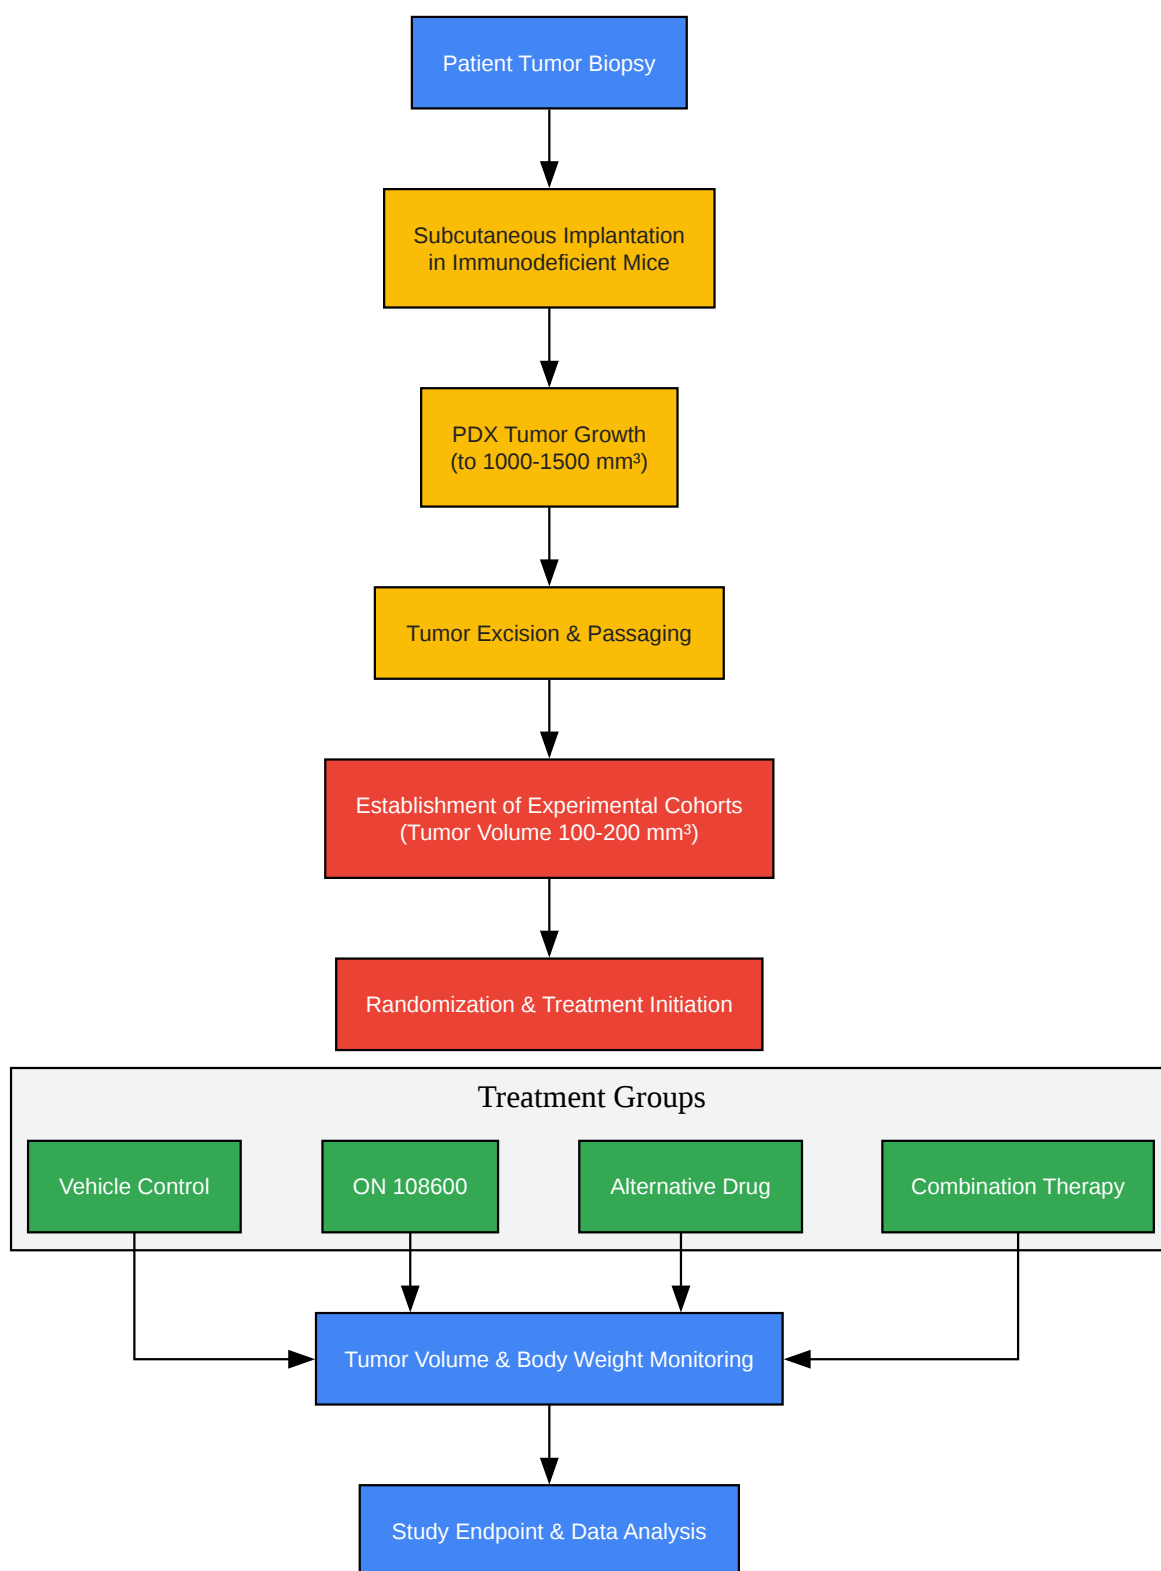 Patient Tumor Biopsy
Subcutaneous Implantation
in Immunodeficient Mice
PDX Tumor Growth
(to 1000-1500 mm³)
Tumor Excision & Passaging
Establishment of Experimental Cohorts
(Tumor Volume 100-200 mm³)
Randomization & Treatment Initiation
Treatment Groups
Vehicle Control
ON 108600
Alternative Drug
Combination Therapy
Tumor Volume & Body Weight Monitoring
Study Endpoint & Data Analysis